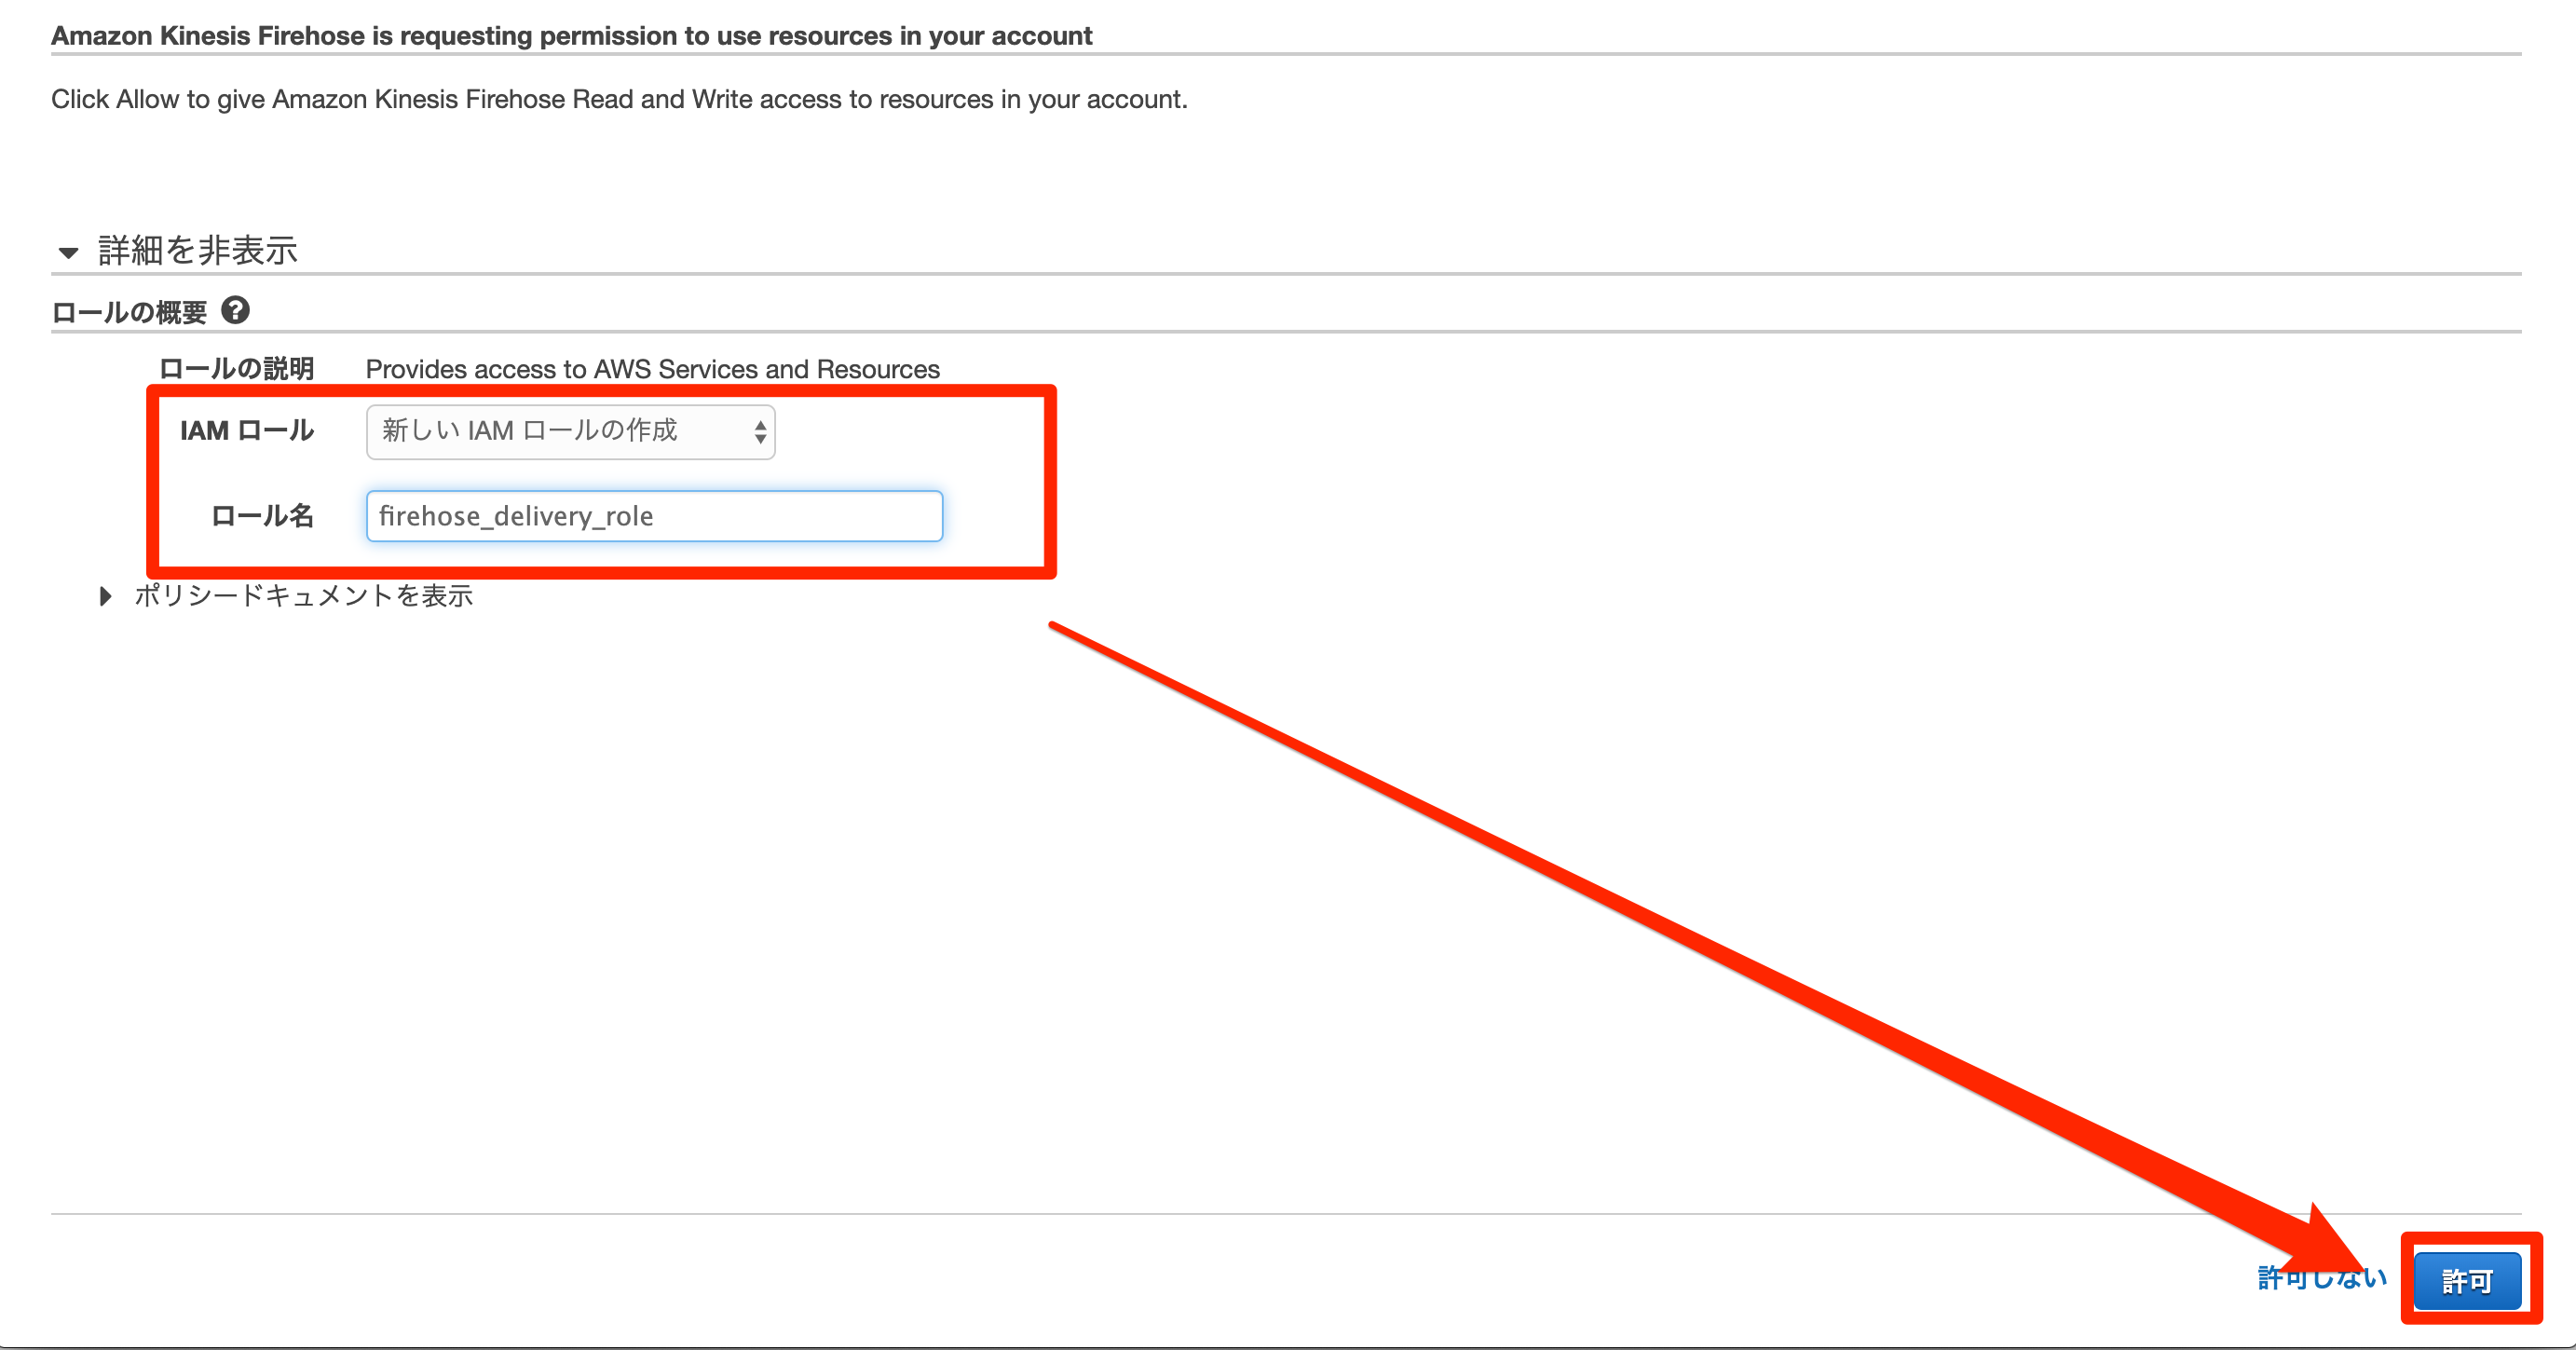 Amazon Kinesis Firehose is requesting permission to use resources in your account
Click Allow to give Amazon Kinesis Firehose Read and Write access to resources in your account.
詳細を非表示
ロールの概要 ?
ロールの説明 Provides access to AWS Services and Resources
IAM ロール 新しい IAM ロールの作成
ロール名 firehose_delivery_role
ポリシードキュメントを表示
許可しない 許可